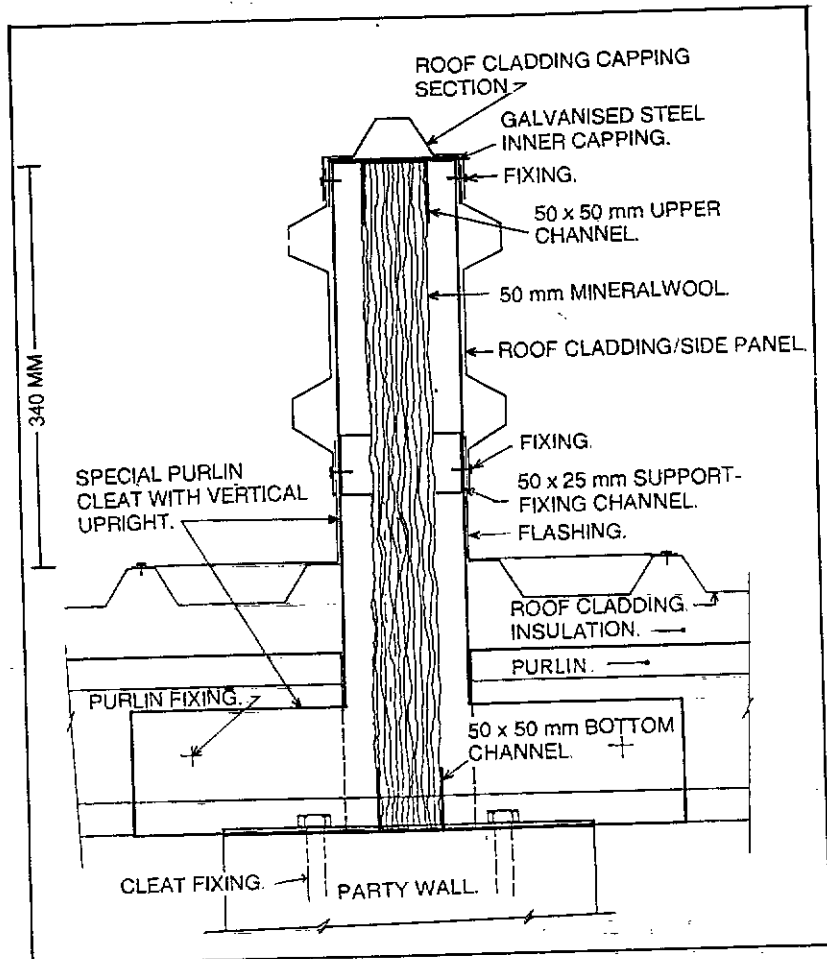 ROOF CLADDING CAPPING
SECTION
GALVANISED STEEL
INNER CAPPING.
FIXING.
50 x 50 mm UPPER
CHANNEL.
50 mm MINERALWOOL.
ROOF CLADDING/SIDE PANEL.
340 MM
FIXING.
SPECIAL PURLIN
CLEAT WITH VERTICAL
UPRIGHT.
50 x 25 mm SUPPORT-
FIXING CHANNEL.
FLASHING.
ROOF CLADDING.
INSULATION.
PURLIN.
PURLIN FIXING.
50 x 50 mm BOTTOM
CHANNEL.
CLEAT FIXING.
PARTY WALL.